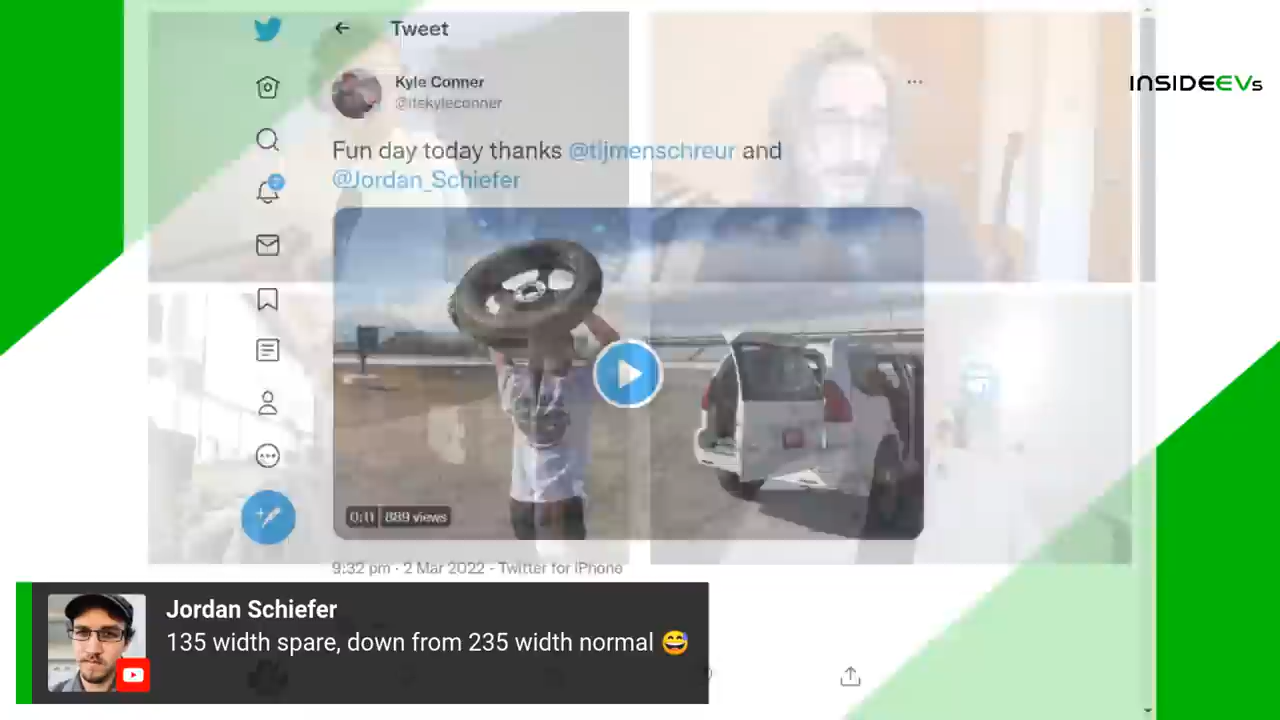 Tweet
INSIDEEVs
Kyle Conner
@itskyleconner
Fun day today thanks @tijmenschreur and
@Jordan_Schiefer
0:11 889 views
9:32 pm · 2 Mar 2022 · Twitter for iPhone
Jordan Schiefer
135 width spare, down from 235 width normal 😅